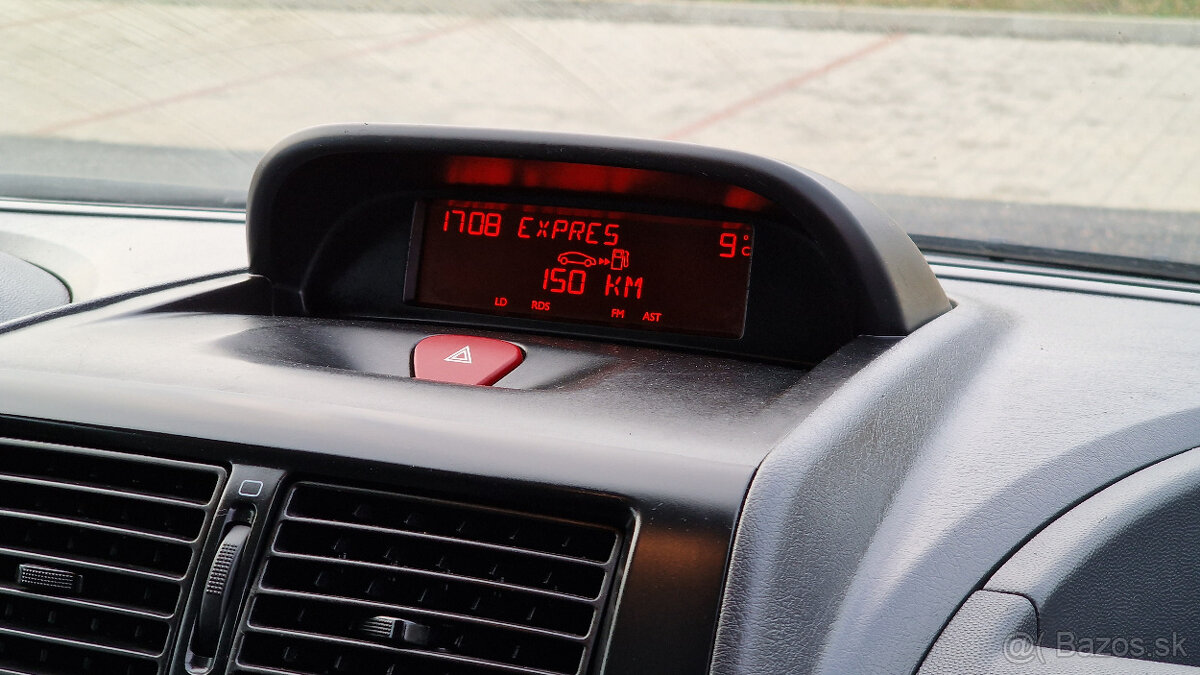 1708 EXPRES 9°C
150 KM
LD RDS FM AST
@( Bazos.sk